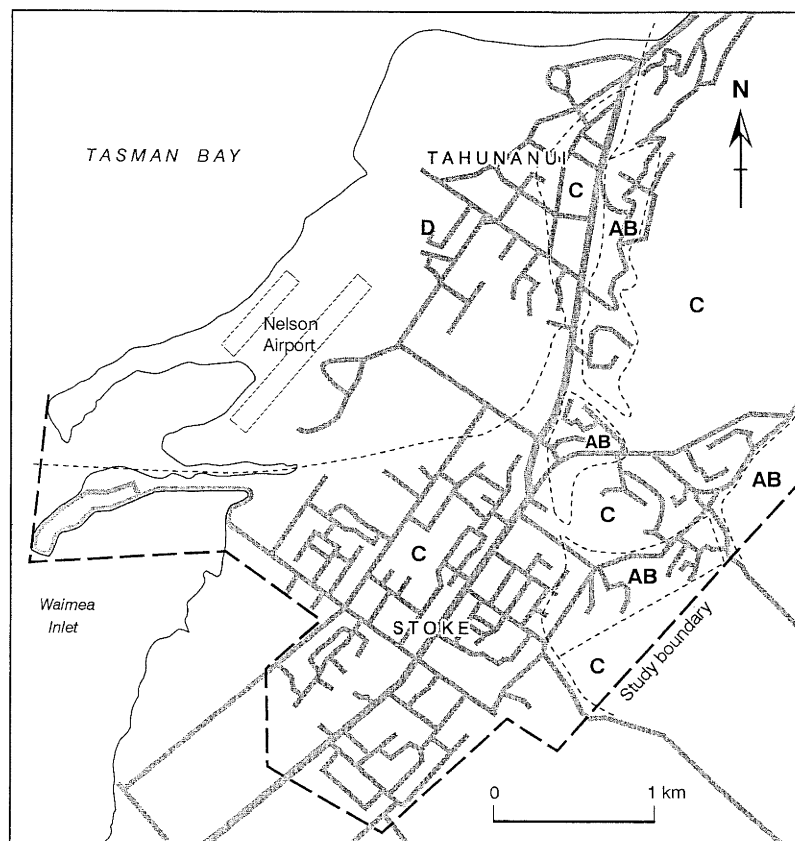 N
TASMAN BAY
TAHUNANUI
C
D
AB
C
Nelson
Airport
AB
AB
C
C
AB
Waimea
Inlet
STOKE
C
Study boundary
0
1 km